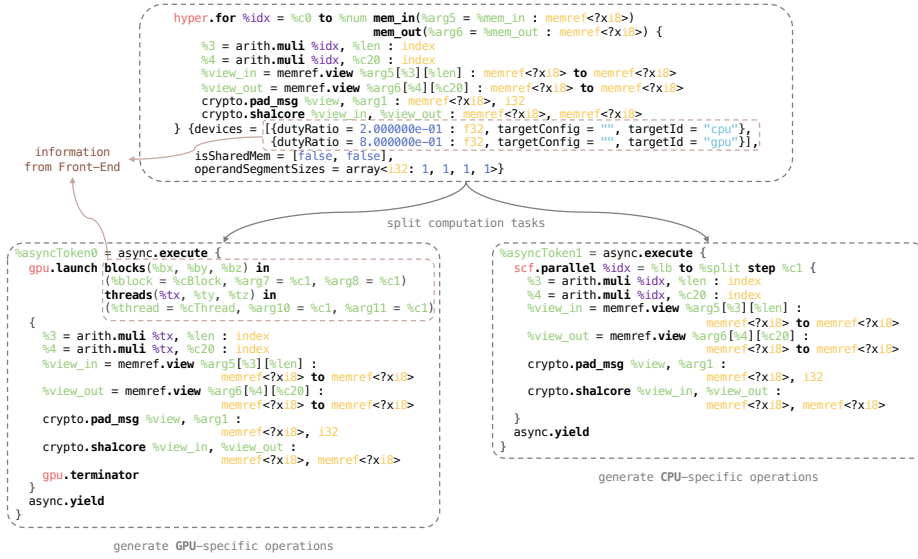 hyper.for %idx = %c0 to %num mem_in(%arg5 = %mem_in : memref<?xi8>)
mem_out(%arg6 = %mem_out : memref<?xi8>) {
%3 = arith.muli %idx, %len : index
%4 = arith.muli %idx, %c20 : index
%view_in = memref.view %arg5[%3][%len] : memref<?xi8> to memref<?xi8>
%view_out = memref.view %arg6[%4][%c20] : memref<?xi8> to memref<?xi8>
crypto.pad_msg %view, %arg1 : memref<?xi8>, i32
crypto.sha1core %view_in, %view_out : memref<?xi8>, memref<?xi8>
} {devices = [{dutyRatio = 2.000000e-01 : f32, targetConfig = "", targetId = "cpu"},
{dutyRatio = 8.000000e-01 : f32, targetConfig = "", targetId = "gpu"}],
isSharedMem = [false, false],
operandSegmentSizes = array<i32: 1, 1, 1, 1>}
information
from Front-End
split computation tasks
%asyncToken0 = async.execute {
gpu.launch blocks(%bx, %by, %bz) in
(%block = %cBlock, %arg7 = %c1, %arg8 = %c1)
threads(%tx, %ty, %tz) in
(%thread = %cThread, %arg10 = %c1, %arg11 = %c1)
{
%3 = arith.muli %tx, %len : index
%4 = arith.muli %tx, %c20 : index
%view_in = memref.view %arg5[%3][%len] :
memref<?xi8> to memref<?xi8>
%view_out = memref.view %arg6[%4][%c20] :
memref<?xi8> to memref<?xi8>
crypto.pad_msg %view, %arg1 :
memref<?xi8>, i32
crypto.sha1core %view_in, %view_out :
memref<?xi8>, memref<?xi8>
gpu.terminator
}
async.yield
}
generate GPU-specific operations
%asyncToken1 = async.execute {
scf.parallel %idx = %lb to %split step %c1 {
%3 = arith.muli %idx, %len : index
%4 = arith.muli %idx, %c20 : index
%view_in = memref.view %arg5[%3][%len] :
memref<?xi8> to memref<?xi8>
%view_out = memref.view %arg6[%4][%c20] :
memref<?xi8> to memref<?xi8>
crypto.pad_msg %view, %arg1 :
memref<?xi8>, i32
crypto.sha1core %view_in, %view_out :
memref<?xi8>, memref<?xi8>
}
async.yield
}
generate CPU-specific operations